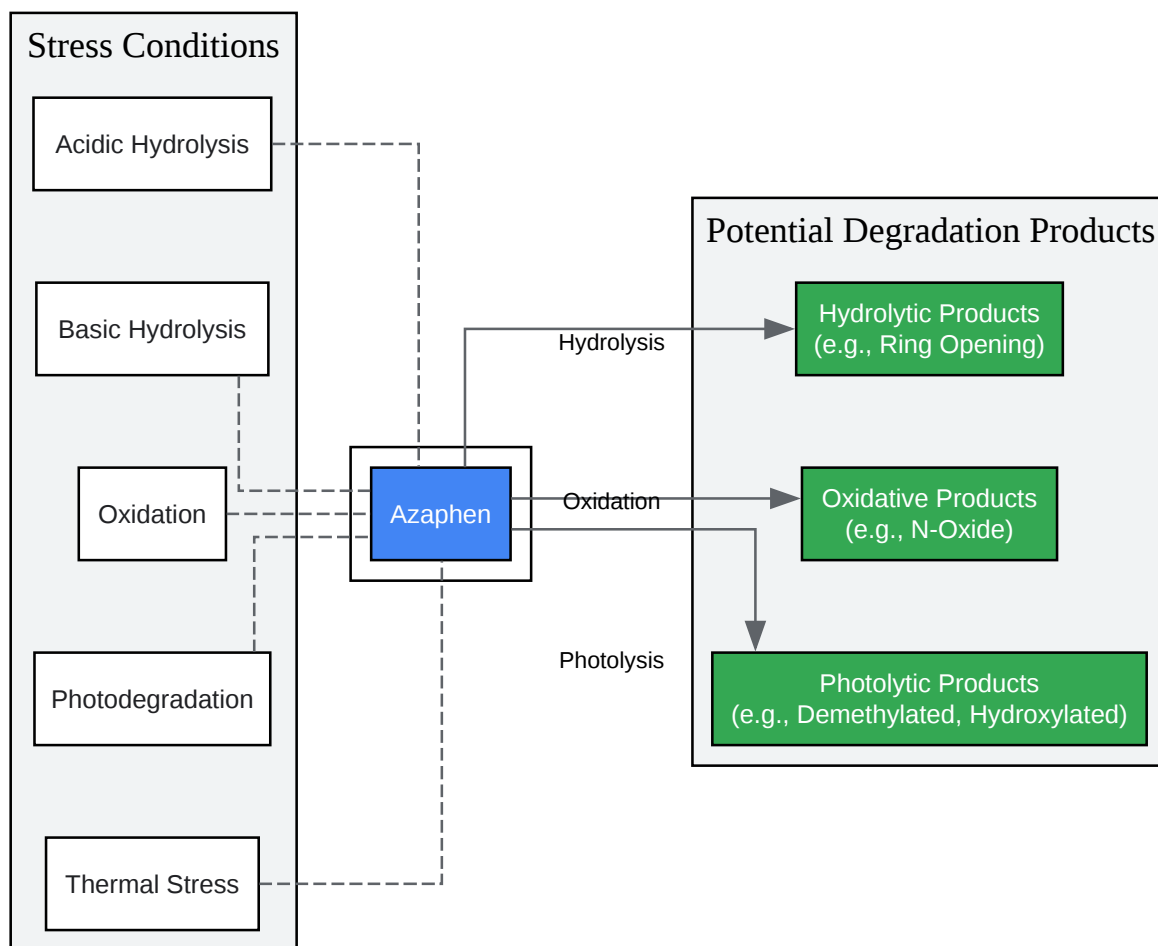 Stress Conditions
Acidic Hydrolysis
Basic Hydrolysis
Oxidation
Photodegradation
Thermal Stress
Azaphen
Hydrolysis
Oxidation
Photolysis
Potential Degradation Products
Hydrolytic Products
(e.g., Ring Opening)
Oxidative Products
(e.g., N-Oxide)
Photolytic Products
(e.g., Demethylated, Hydroxylated)